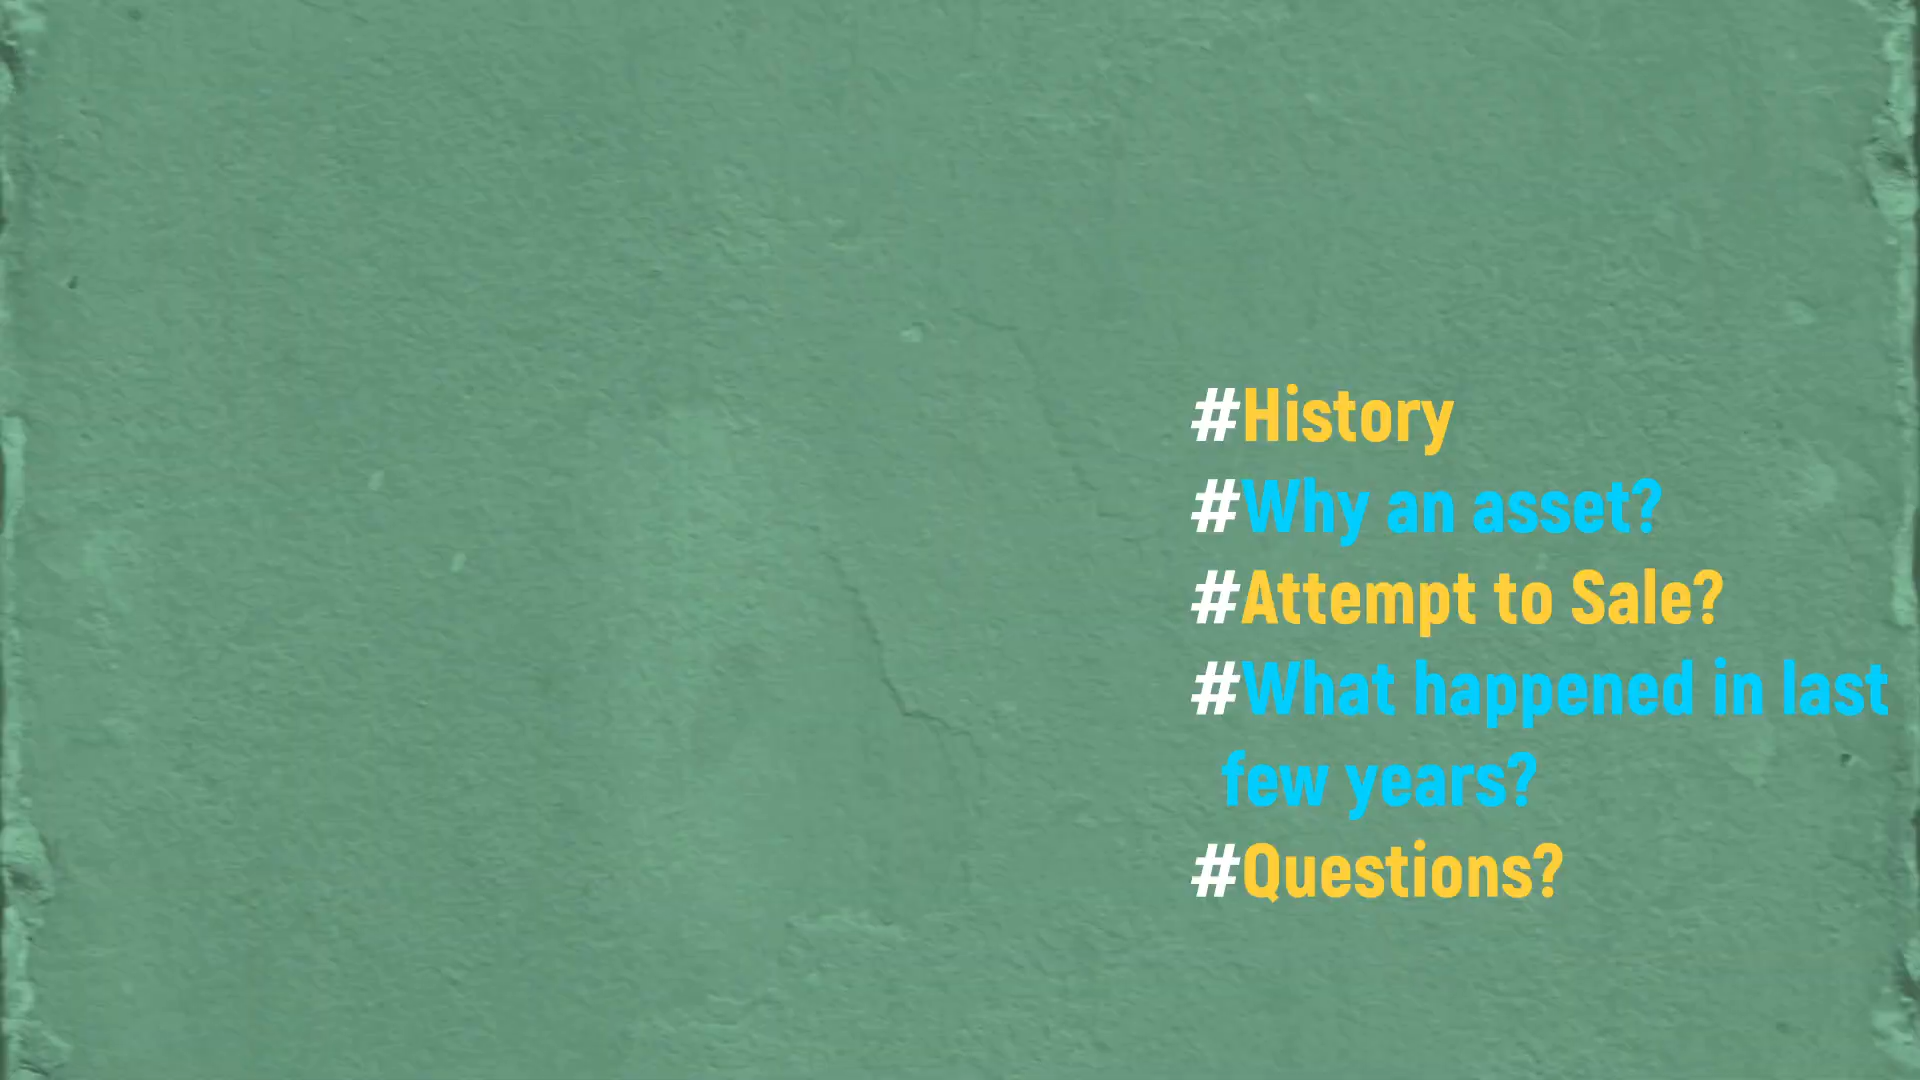 #History
#Why an asset?
#Attempt to Sale?
#What happened in last
few years?
#Questions?